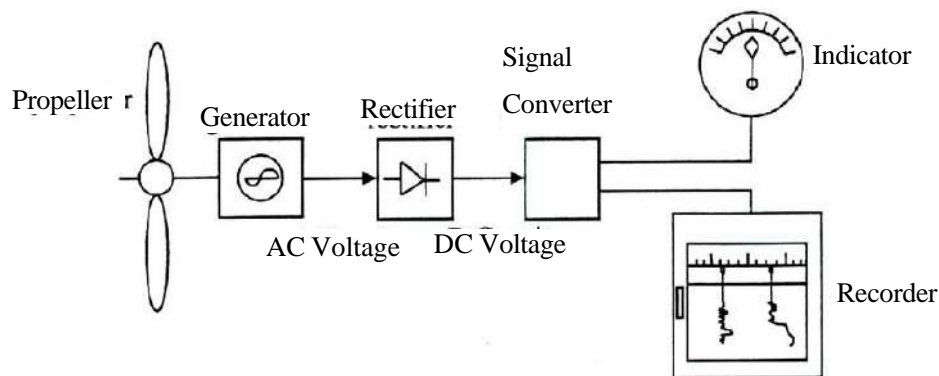 Signal
Converter
Indicator
Propeller
Generator
Rectifier
AC Voltage
DC Voltage
Recorder